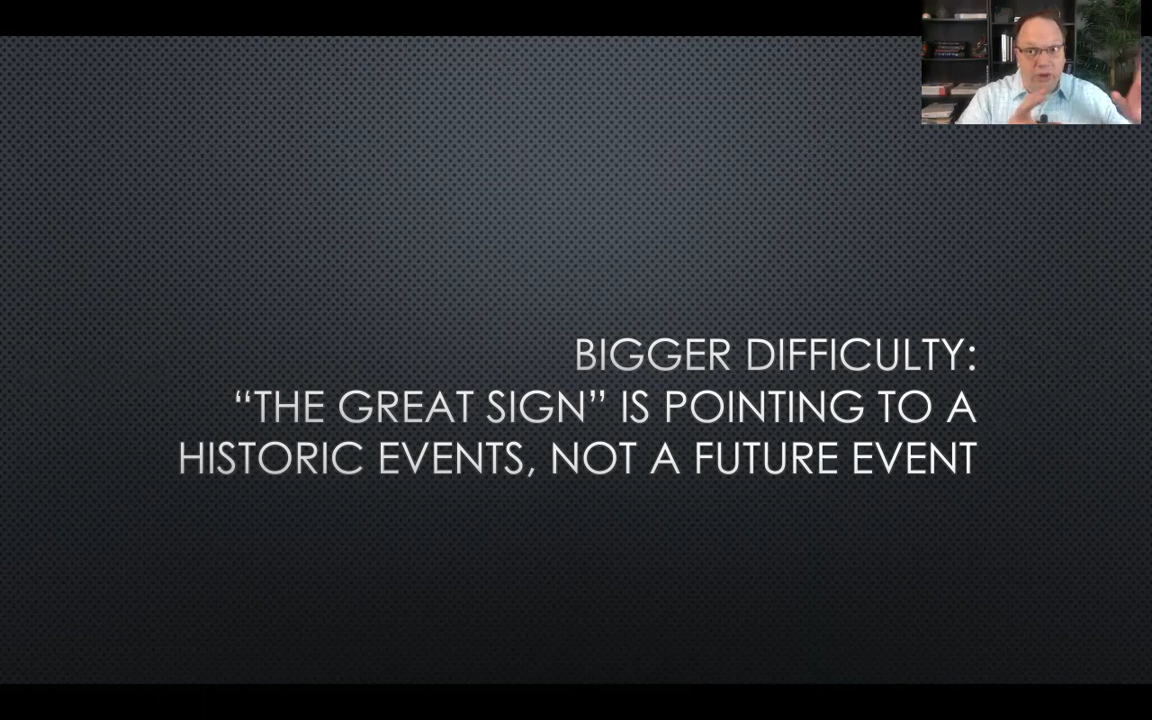 BIGGER DIFFICULTY:
“THE GREAT SIGN” IS POINTING TO A
HISTORIC EVENTS, NOT A FUTURE EVENT